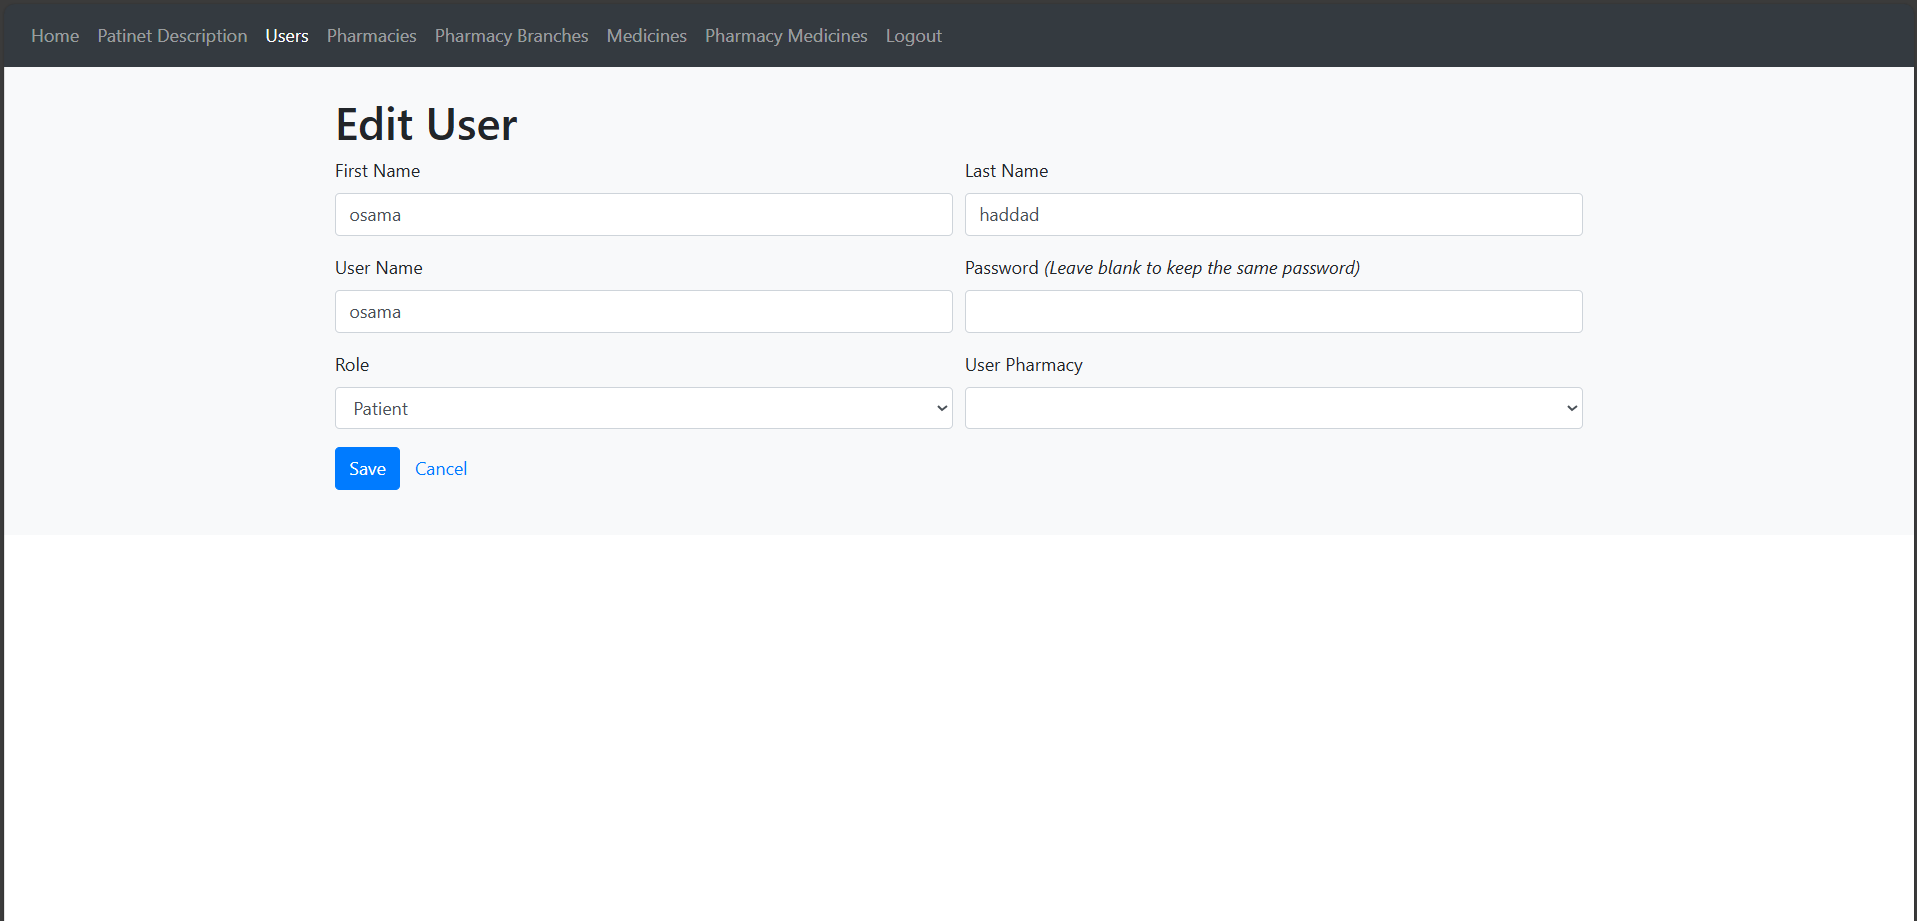 Home Patinet Description Users Pharmacies Pharmacy Branches Medicines Pharmacy Medicines Logout
Edit User
First Name Last Name
osama haddad
User Name Password (Leave blank to keep the same password)
osama
Role User Pharmacy
Patient
Save Cancel